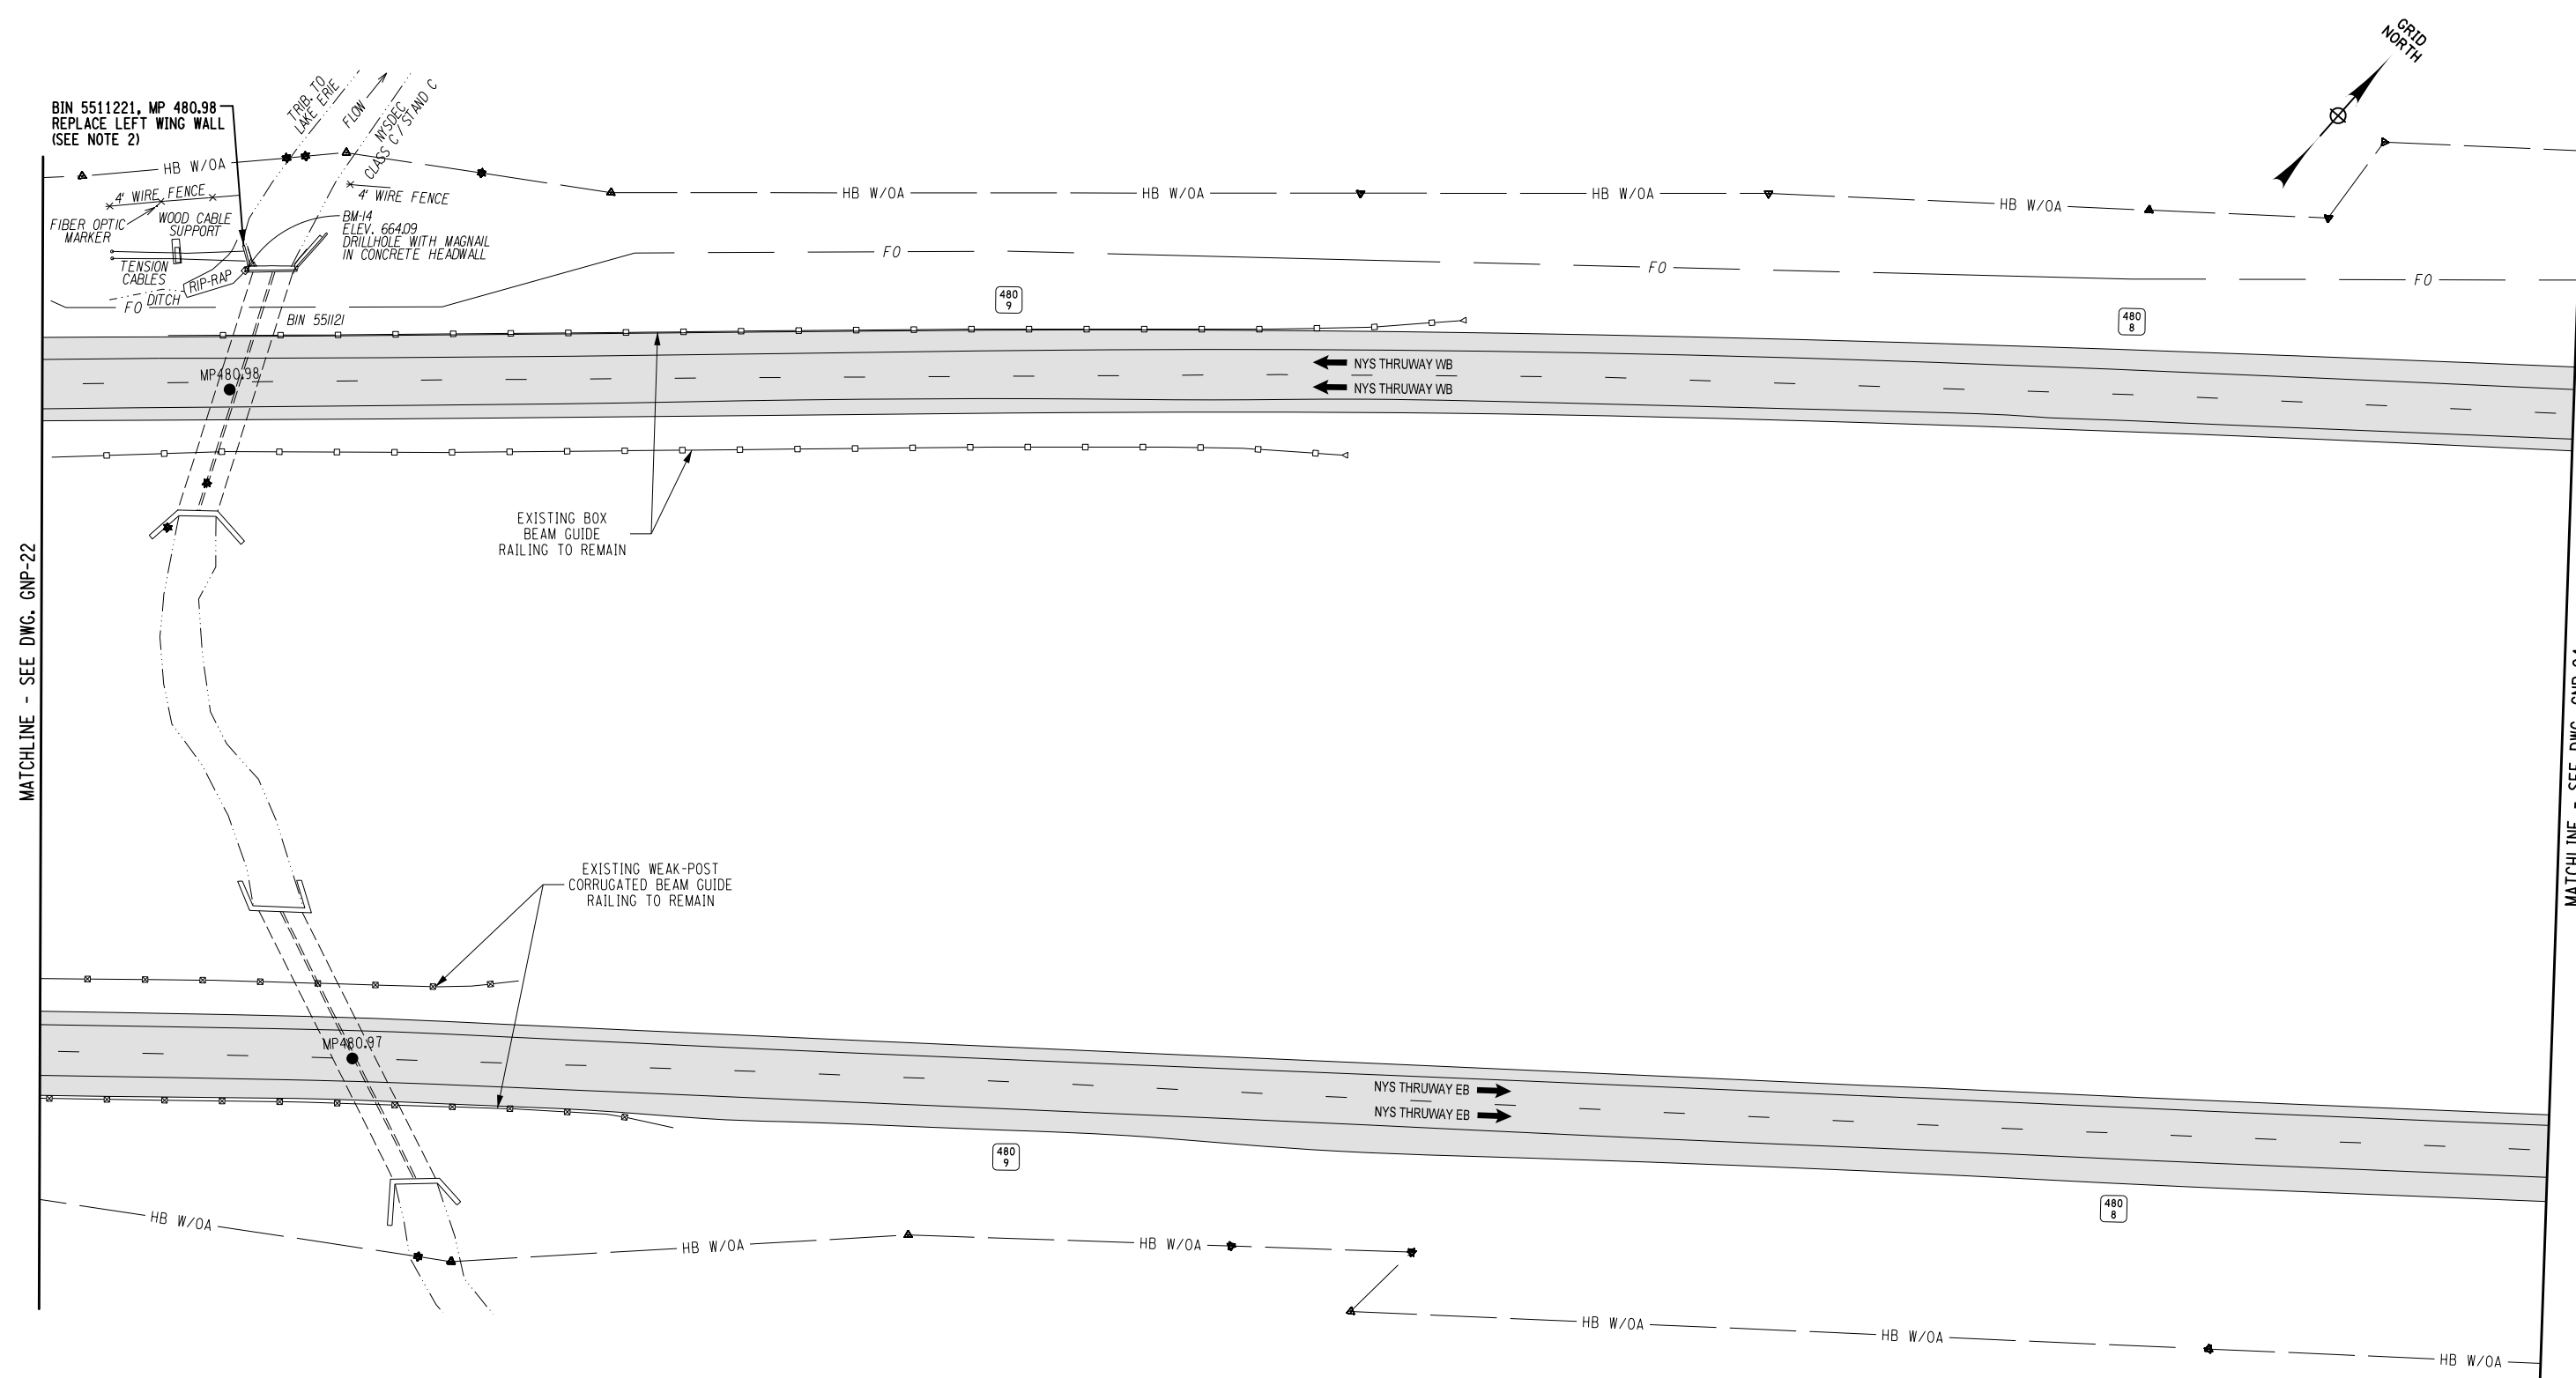 GRID
NORTH
BIN 5511221, MP 480.98
REPLACE LEFT WING WALL
(SEE NOTE 2)
TRIB. TO
LAKE ERIE
FLOW
NYSDEC
CLASS C / STAND C
HB W/OA
4' WIRE FENCE
4' WIRE FENCE
FIBER OPTIC
MARKER
WOOD CABLE
SUPPORT
BM-14
ELEV. 664.09
DRILLHOLE WITH MAGNAIL
IN CONCRETE HEADWALL
TENSION
CABLES
RIP-RAP
DITCH
FO
BIN 551121
HB W/OA
HB W/OA
HB W/OA
HB W/OA
FO
FO
FO
480
9
480
8
MP480.98
NYS THRUWAY WB
NYS THRUWAY WB
EXISTING BOX
BEAM GUIDE
RAILING TO REMAIN
MATCHLINE - SEE DWG. GNP-22
EXISTING WEAK-POST
CORRUGATED BEAM GUIDE
RAILING TO REMAIN
MP480.97
NYS THRUWAY EB
NYS THRUWAY EB
480
9
480
8
HB W/OA
HB W/OA
HB W/OA
HB W/OA
HB W/OA
HB W/OA
MATCHLINE - SEE DWG.